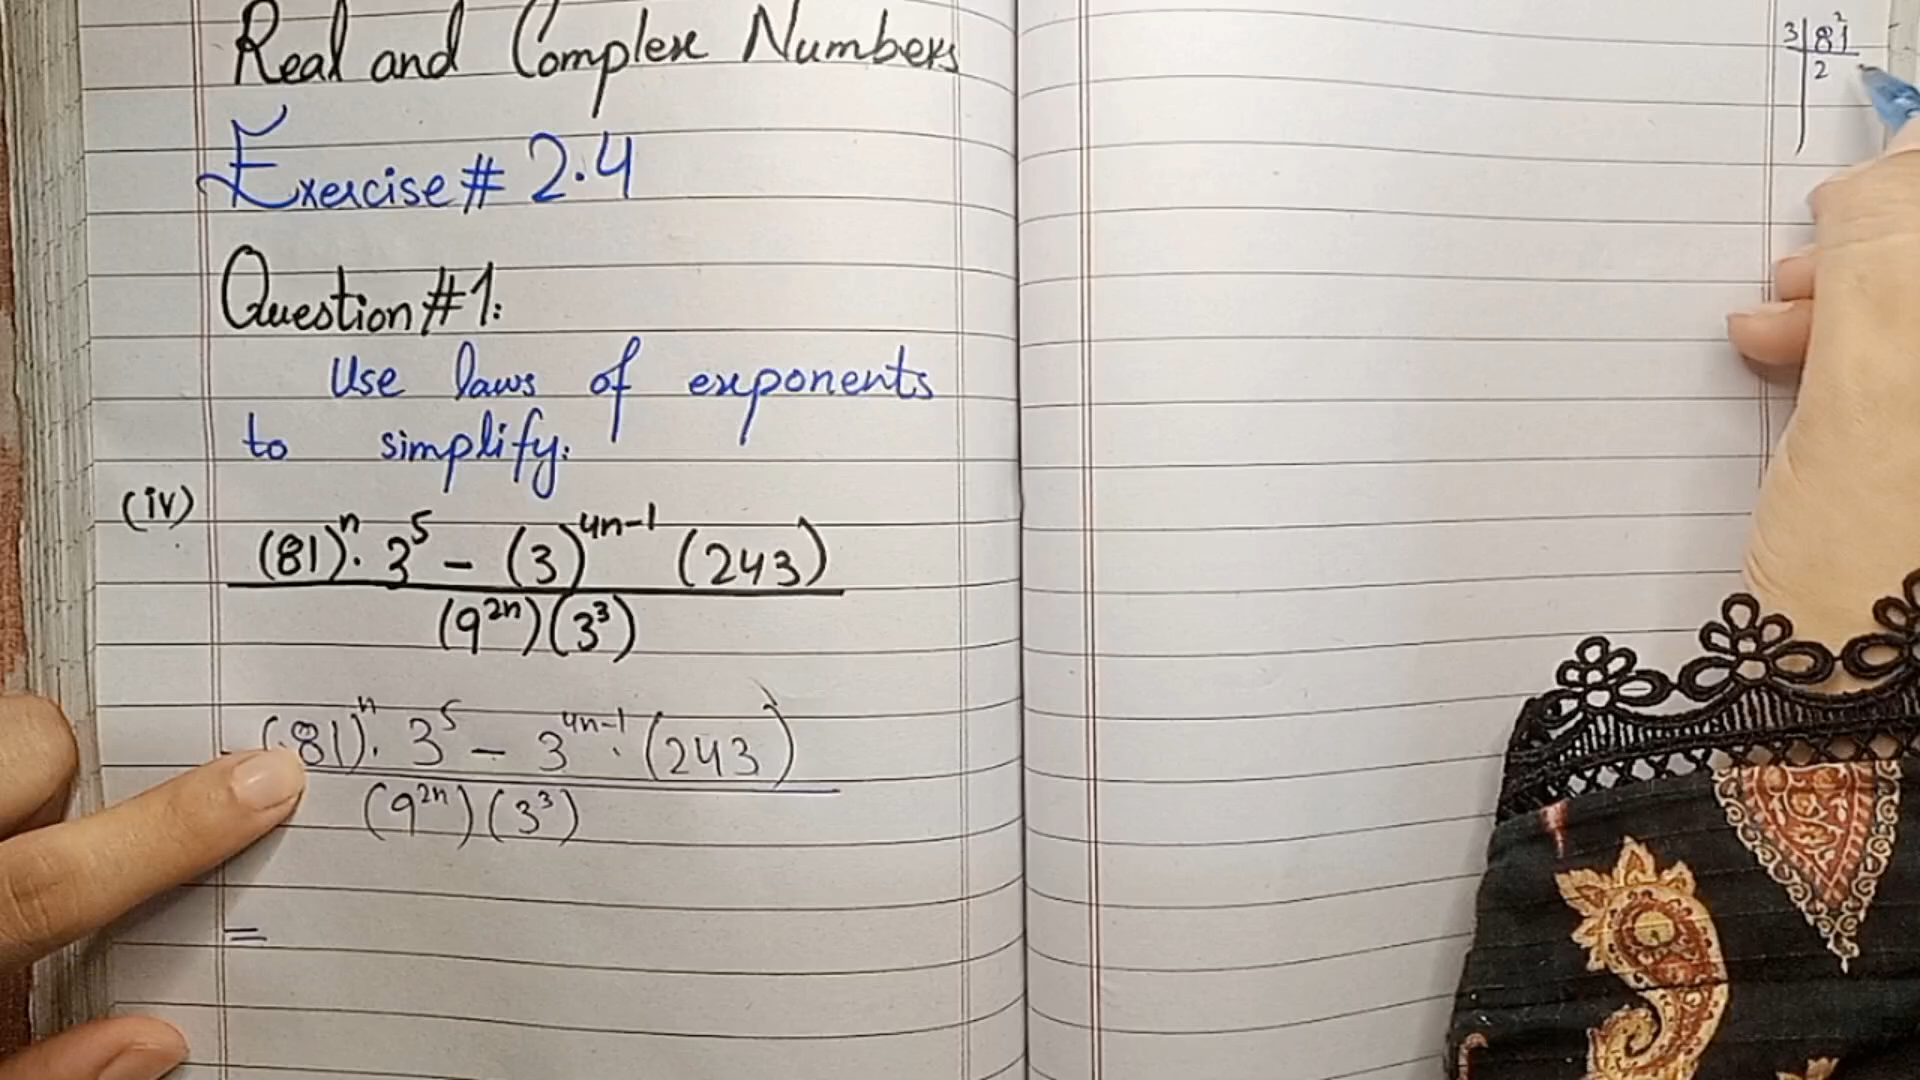 Real and Complex Numbers
Exercise # 2.4
Question #1:
Use laws of exponents
to simplify:
(iv)
(81)^n · 3^5 - (3)^{4n-1} (243)
(9^{2n})(3^3)
(81)^n · 3^5 - 3^{4n-1} · (243)
(9^{2n})(3^3)
=
3 | 8²1
2